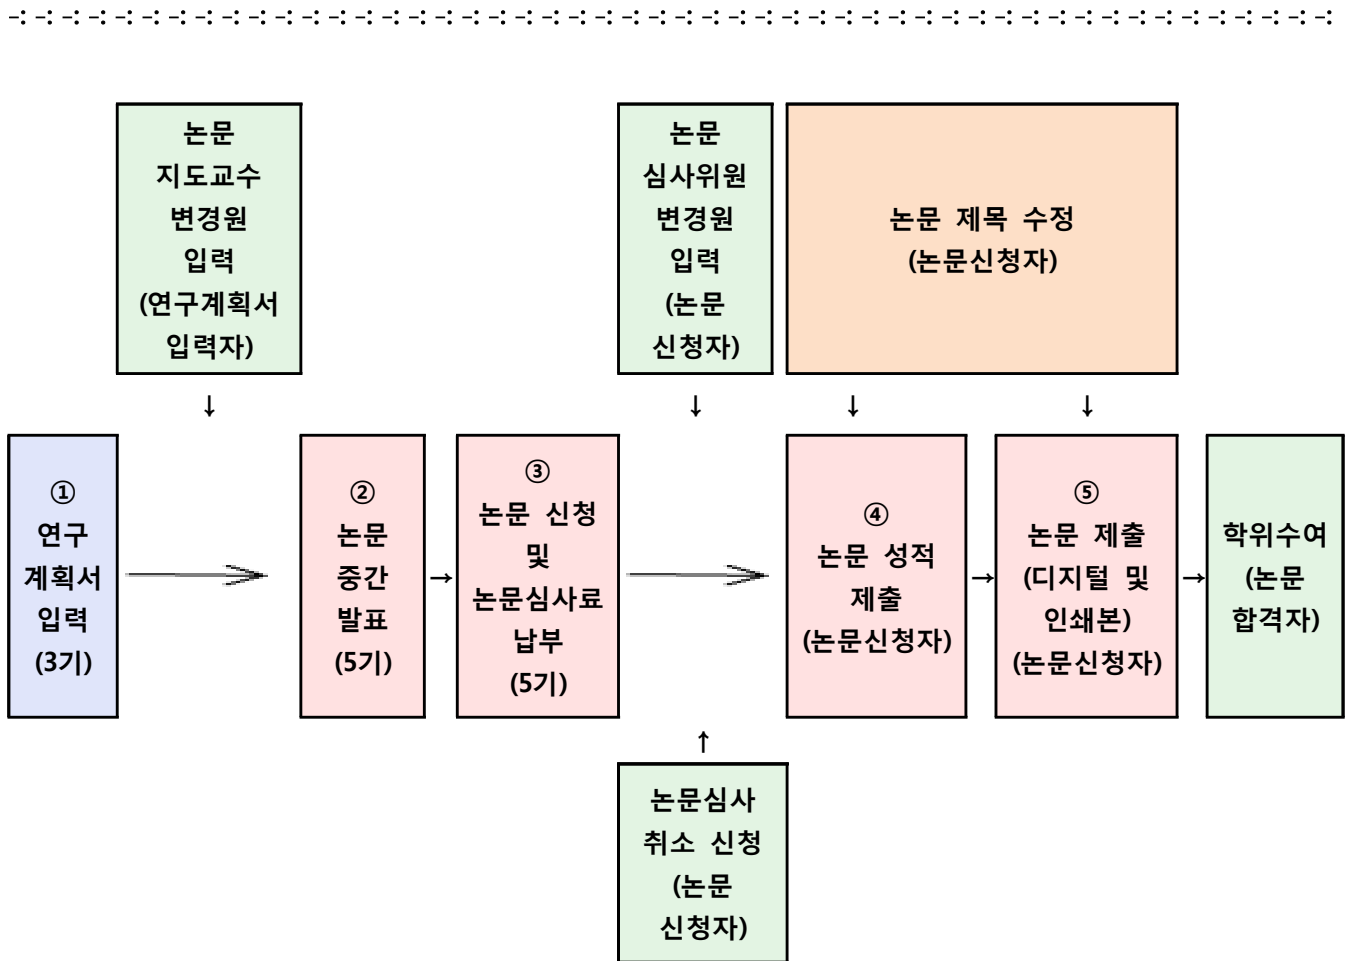 논문
지도교수
변경원
입력
(연구계획서
입력자)
논문
심사위원
변경원
입력
(논문
신청자)
논문 제목 수정
(논문신청자)
↓
↓
↓
↓
①
연구
계획서
입력
(3기)
②
논문
중간
발표
(5기)
→
③
논문 신청
및
논문심사료
납부
(5기)
④
논문 성적
제출
(논문신청자)
→
⑤
논문 제출
(디지털 및
인쇄본)
(논문신청자)
→
학위수여
(논문
합격자)
↑
논문심사
취소 신청
(논문
신청자)